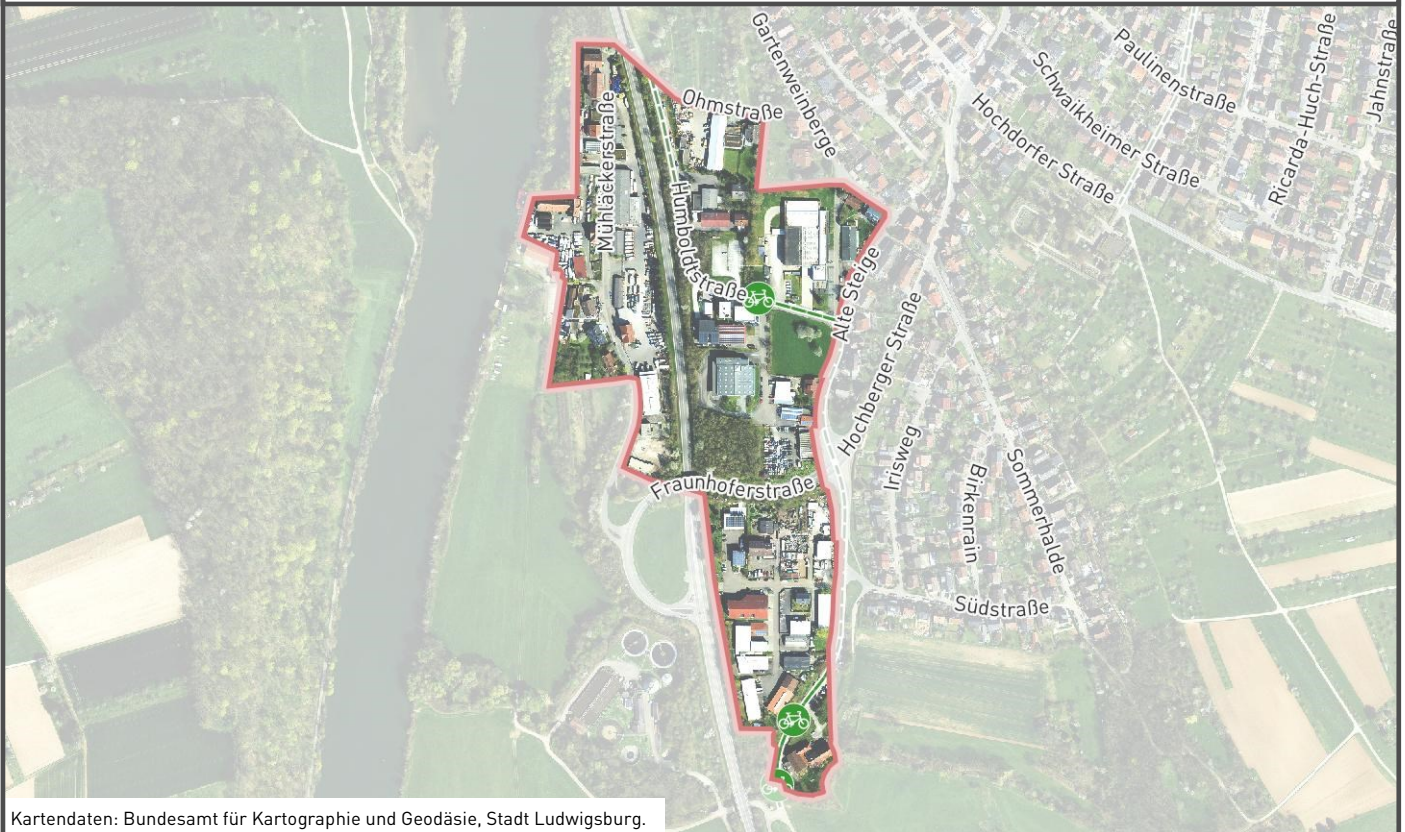 Gartenweinberge
Paulinenstraße
Ricarda-Huch-Straße
Jahnstraße
Schwaikheimer Straße
Hochdorfer Straße
Ohmstraße
Mühläckerstraße
Humboldtstraße
Alte Steige
Hochberger Straße
Irisweg
Birkenrain
Sommerhalde
Fraunhoferstraße
Südstraße
Kartendaten: Bundesamt für Kartographie und Geodäsie, Stadt Ludwigsburg.